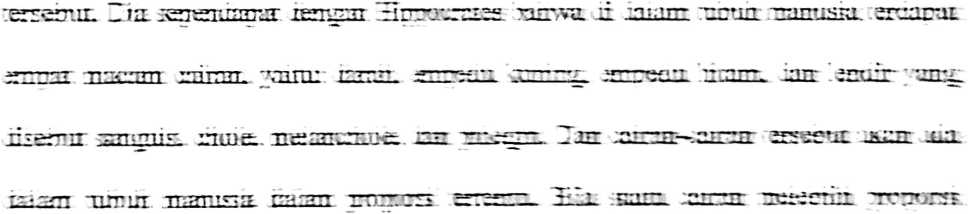 tersebut. Dia sependapat dengan Hippocrates bahwa di dalam tubuh manusia terdapat
empat macam cairan, yaitu: darah, empedu kuning, empedu hitam, dan lendir yang
disebut sanguis, chole, melanchole, dan phlegma. Dan cairan-cairan tersebut akan ada
dalam tubuh manusia dalam proporsi tertentu. Bila suatu cairan melebihi proporsi